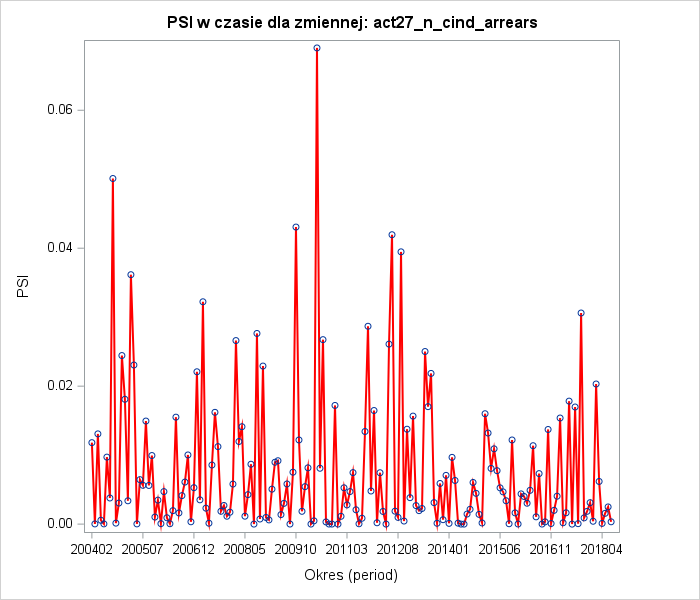 PSI w czasie dla zmiennej: act27_n_cind_arrears
0.06
0.04
0.02
0.00
PSI
200402 200507 200612 200805 200910 201103 201208 201401 201506 201611 201804
Okres (period)